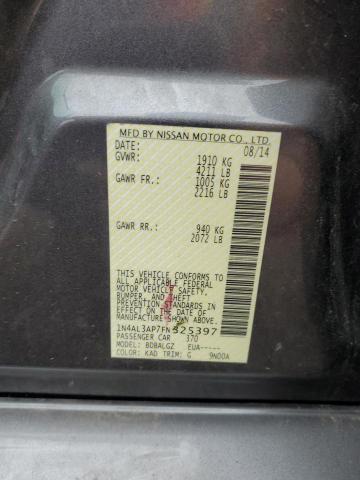 MFD BY NISSAN MOTOR CO., LTD.
DATE: 08/14
GVWR: 1910 KG
4211 LB
GAWR FR.: 1005 KG
2216 LB
GAWR RR.: 940 KG
2072 LB
THIS VEHICLE CONFORMS TO ALL
APPLICABLE FEDERAL
MOTOR VEHICLE SAFETY,
BUMPER, AND THEFT
PREVENTION STANDARDS IN
EFFECT ON THE DATE OF
MANUFACTURE SHOWN ABOVE.
1N4AL3AP7FN325397
PASSENGER CAR 370
MODEL: BDBALGZ EUA-----
COLOR: KAD TRIM: G 9N00A